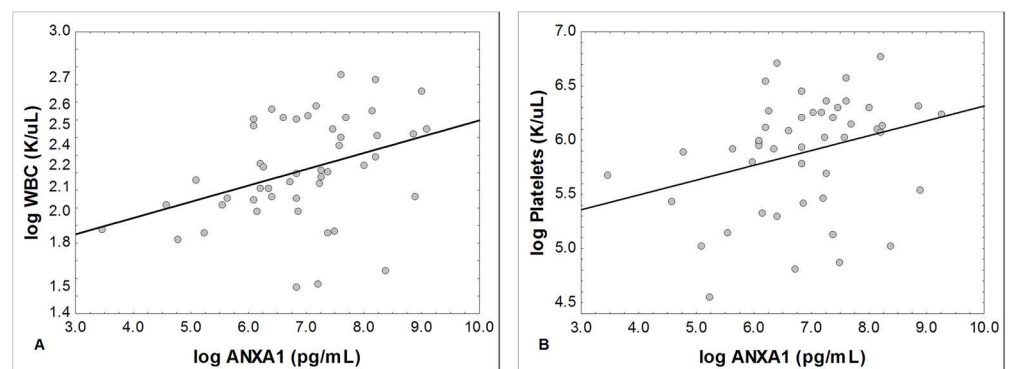 3.0
2.6
2.4
2.5
2.2
2.1
2.0
1.8
1.5
1.4
log WBC (K/uL)
3.0 4.0 5.0 6.0 7.0 8.0 9.0 10.0
A
log ANXA1 (pg/mL)
7.0
6.5
6.0
5.5
5.0
4.5
log Platelets (K/uL)
3.0 4.0 5.0 6.0 7.0 8.0 9.0 10.0
B
log ANXA1 (pg/mL)